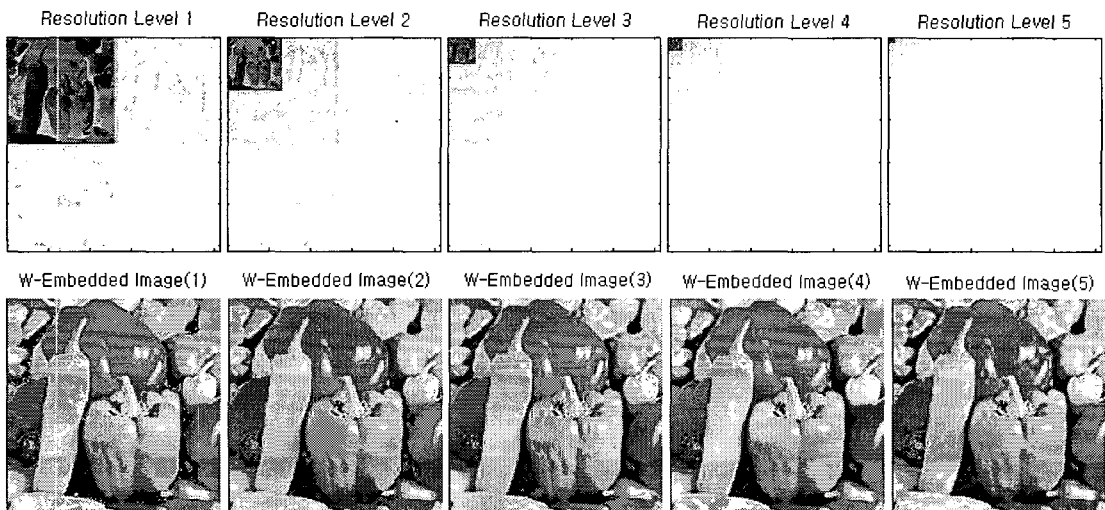 Resolution Level 1
Resolution Level 2
Resolution Level 3
Resolution Level 4
Resolution Level 5
W-Embedded Image(1)
W-Embedded Image(2)
W-Embedded Image(3)
W-Embedded Image(4)
W-Embedded Image(5)